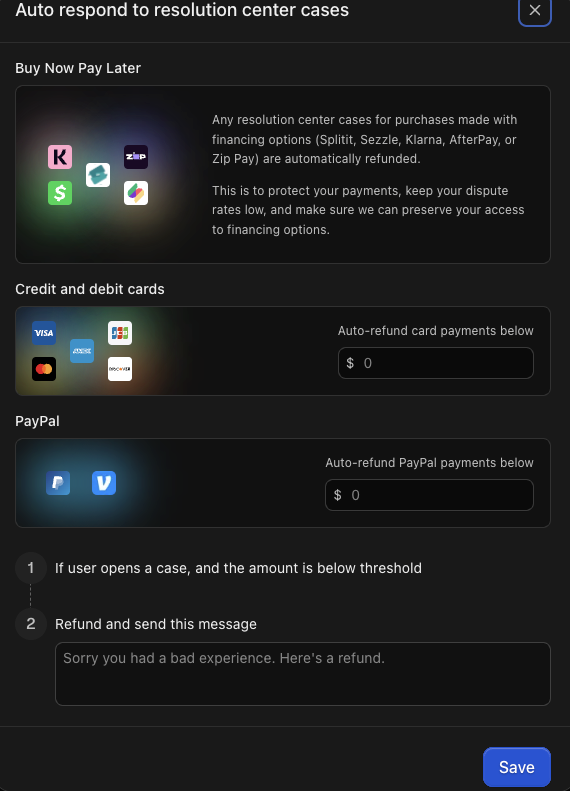 Auto respond to resolution center cases
Buy Now Pay Later
Any resolution center cases for purchases made with
financing options (Splitit, Sezzle, Klarna, AfterPay, or
Zip Pay) are automatically refunded.
This is to protect your payments, keep your dispute
rates low, and make sure we can preserve your access
to financing options.
K
ZIP
$
Credit and debit cards
VISA
JCB
AMEX
DISCOVER
Auto-refund card payments below
$ 0
PayPal
Auto-refund PayPal payments below
$ 0
1 If user opens a case, and the amount is below threshold
2 Refund and send this message
Sorry you had a bad experience. Here's a refund.
Save